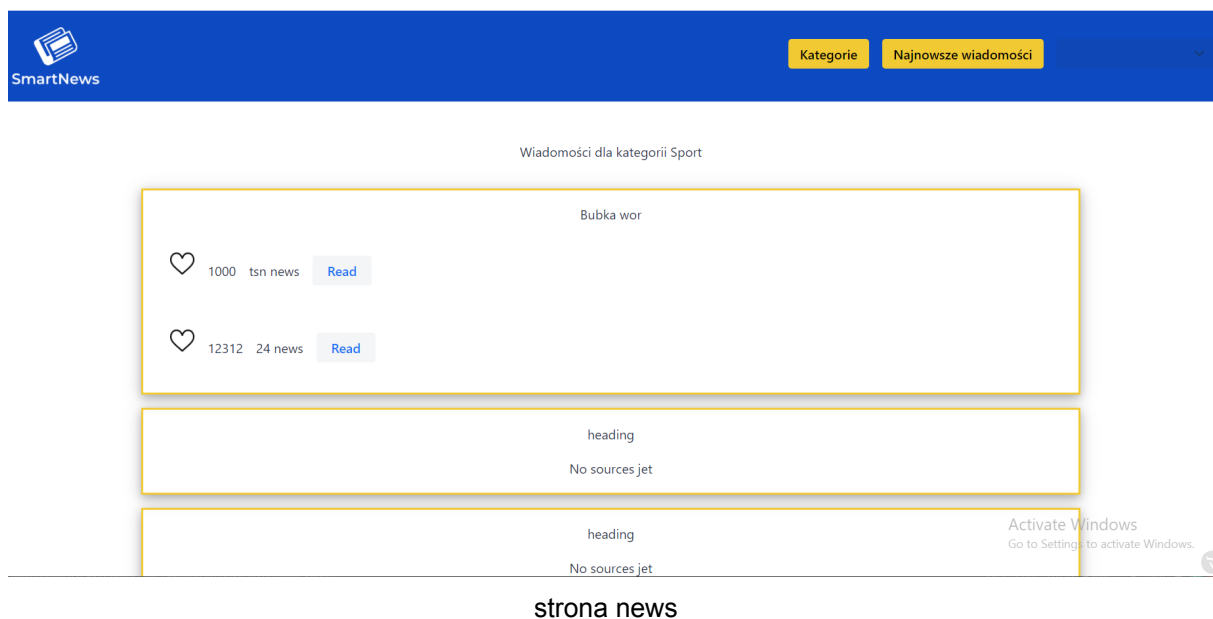 SmartNews
Kategorie Najnowsze wiadomości
Wiadomości dla kategorii Sport
Bubka wor
1000 tsn news Read
12312 24 news Read
heading
No sources jet
heading
No sources jet
Activate Windows
Go to Settings to activate Windows.
strona news